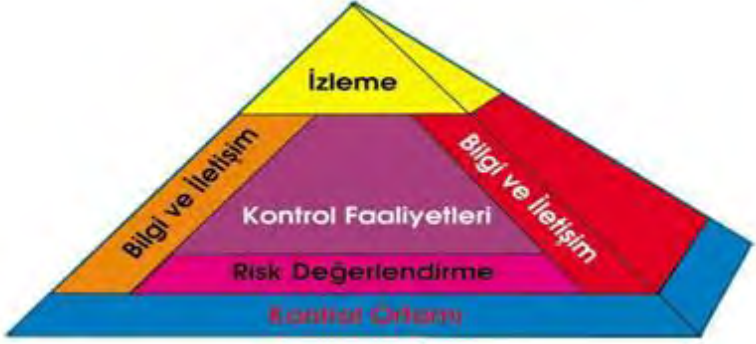 İzleme
Bilgi ve İletişim
Bilgi ve İletişim
Kontrol Faaliyetleri
Risk Değerlendirme
Kontrol Ortamı